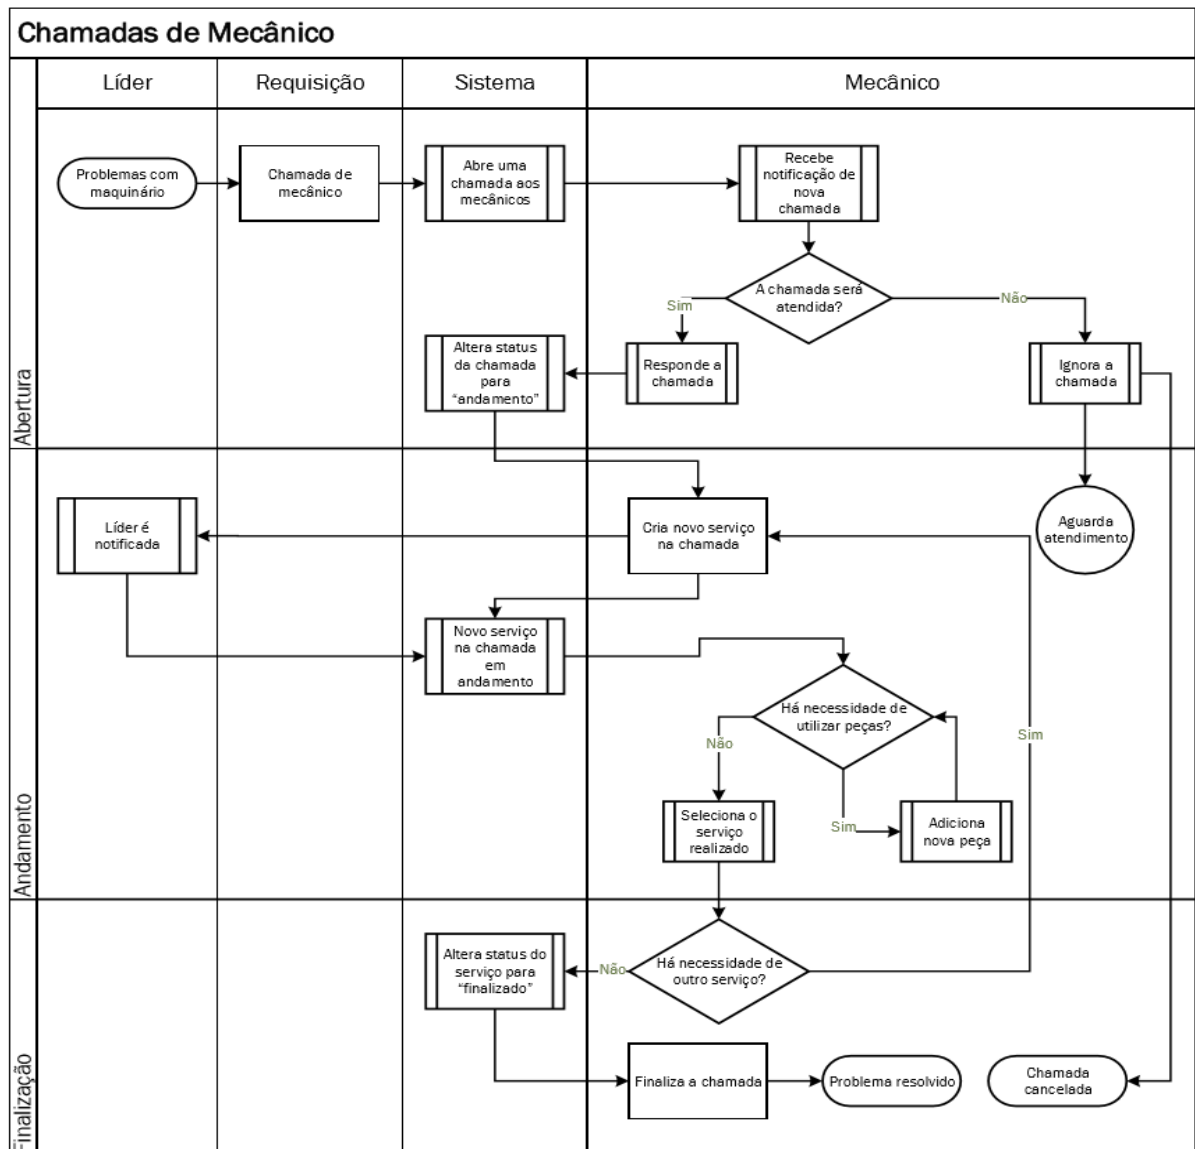 Chamadas de Mecânico
Líder
Requisição
Sistema
Mecânico
Abertura
Problemas com
maquinário
Chamada de
mecânico
Abre uma
chamada aos
mecânicos
Recebe
notificação de
nova
chamada
A chamada será
atendida?
Sim
Não
Altera status
da chamada
para
“andamento”
Responde a
chamada
Ignora a
chamada
Andamento
Líder é
notificada
Cria novo serviço
na chamada
Aguarda
atendimento
Novo serviço
na chamada
em
andamento
Há necessidade de
utilizar peças?
Não
Sim
Sim
Seleciona o
serviço
realizado
Adiciona
nova peça
Finalização
Altera status do
serviço para
“finalizado”
Não
Há necessidade de
outro serviço?
Finaliza a chamada
Problema resolvido
Chamada
cancelada